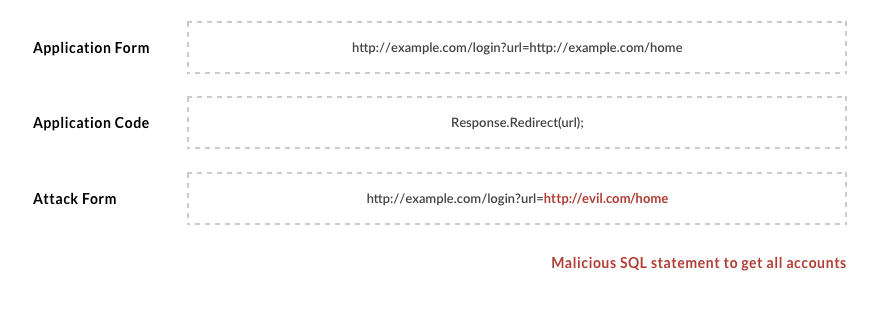 Application Form http://example.com/login?url=http://example.com/home
Application Code Response.Redirect(url);
Attack Form http://example.com/login?url=http://evil.com/home
Malicious SQL statement to get all accounts